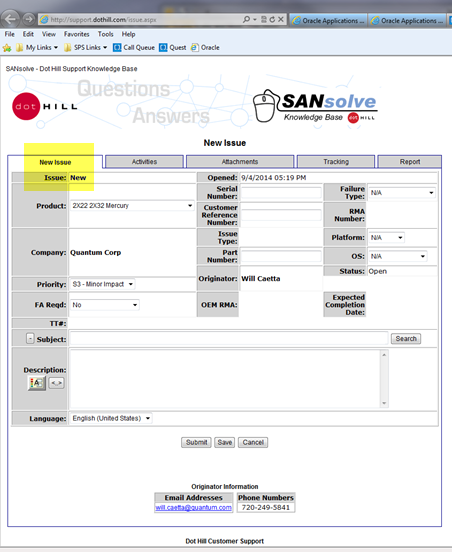 http://support.dothill.com/issue.aspx
Oracle Applications ...
Oracle Applications ...
File Edit View Favorites Tools Help
My Links SPS Links Call Queue Quest Oracle
SANsolve - Dot Hill Support Knowledge Base
dot HILL
Questions
Answers
SANsolve
Knowledge Base dot HILL
New Issue
New Issue Activities Attachments Tracking Report
Issue: New Opened: 9/4/2014 05:19 PM
Product: 2X22 2X32 Mercury
Serial Number:
Failure Type: N/A
Customer Reference Number:
RMA Number:
Company: Quantum Corp
Issue Type:
Platform: N/A
Part Number:
OS: N/A
Priority: S3 - Minor Impact
Originator: Will Caetta
Status: Open
FA Reqd: No
OEM RMA:
Expected Completion Date:
TT#:
- Subject: Search
Description:
A <..>
Language: English (United States)
Submit Save Cancel
Originator Information
Email Addresses Phone Numbers
will.caetta@quantum.com 720-249-5841
Dot Hill Customer Support